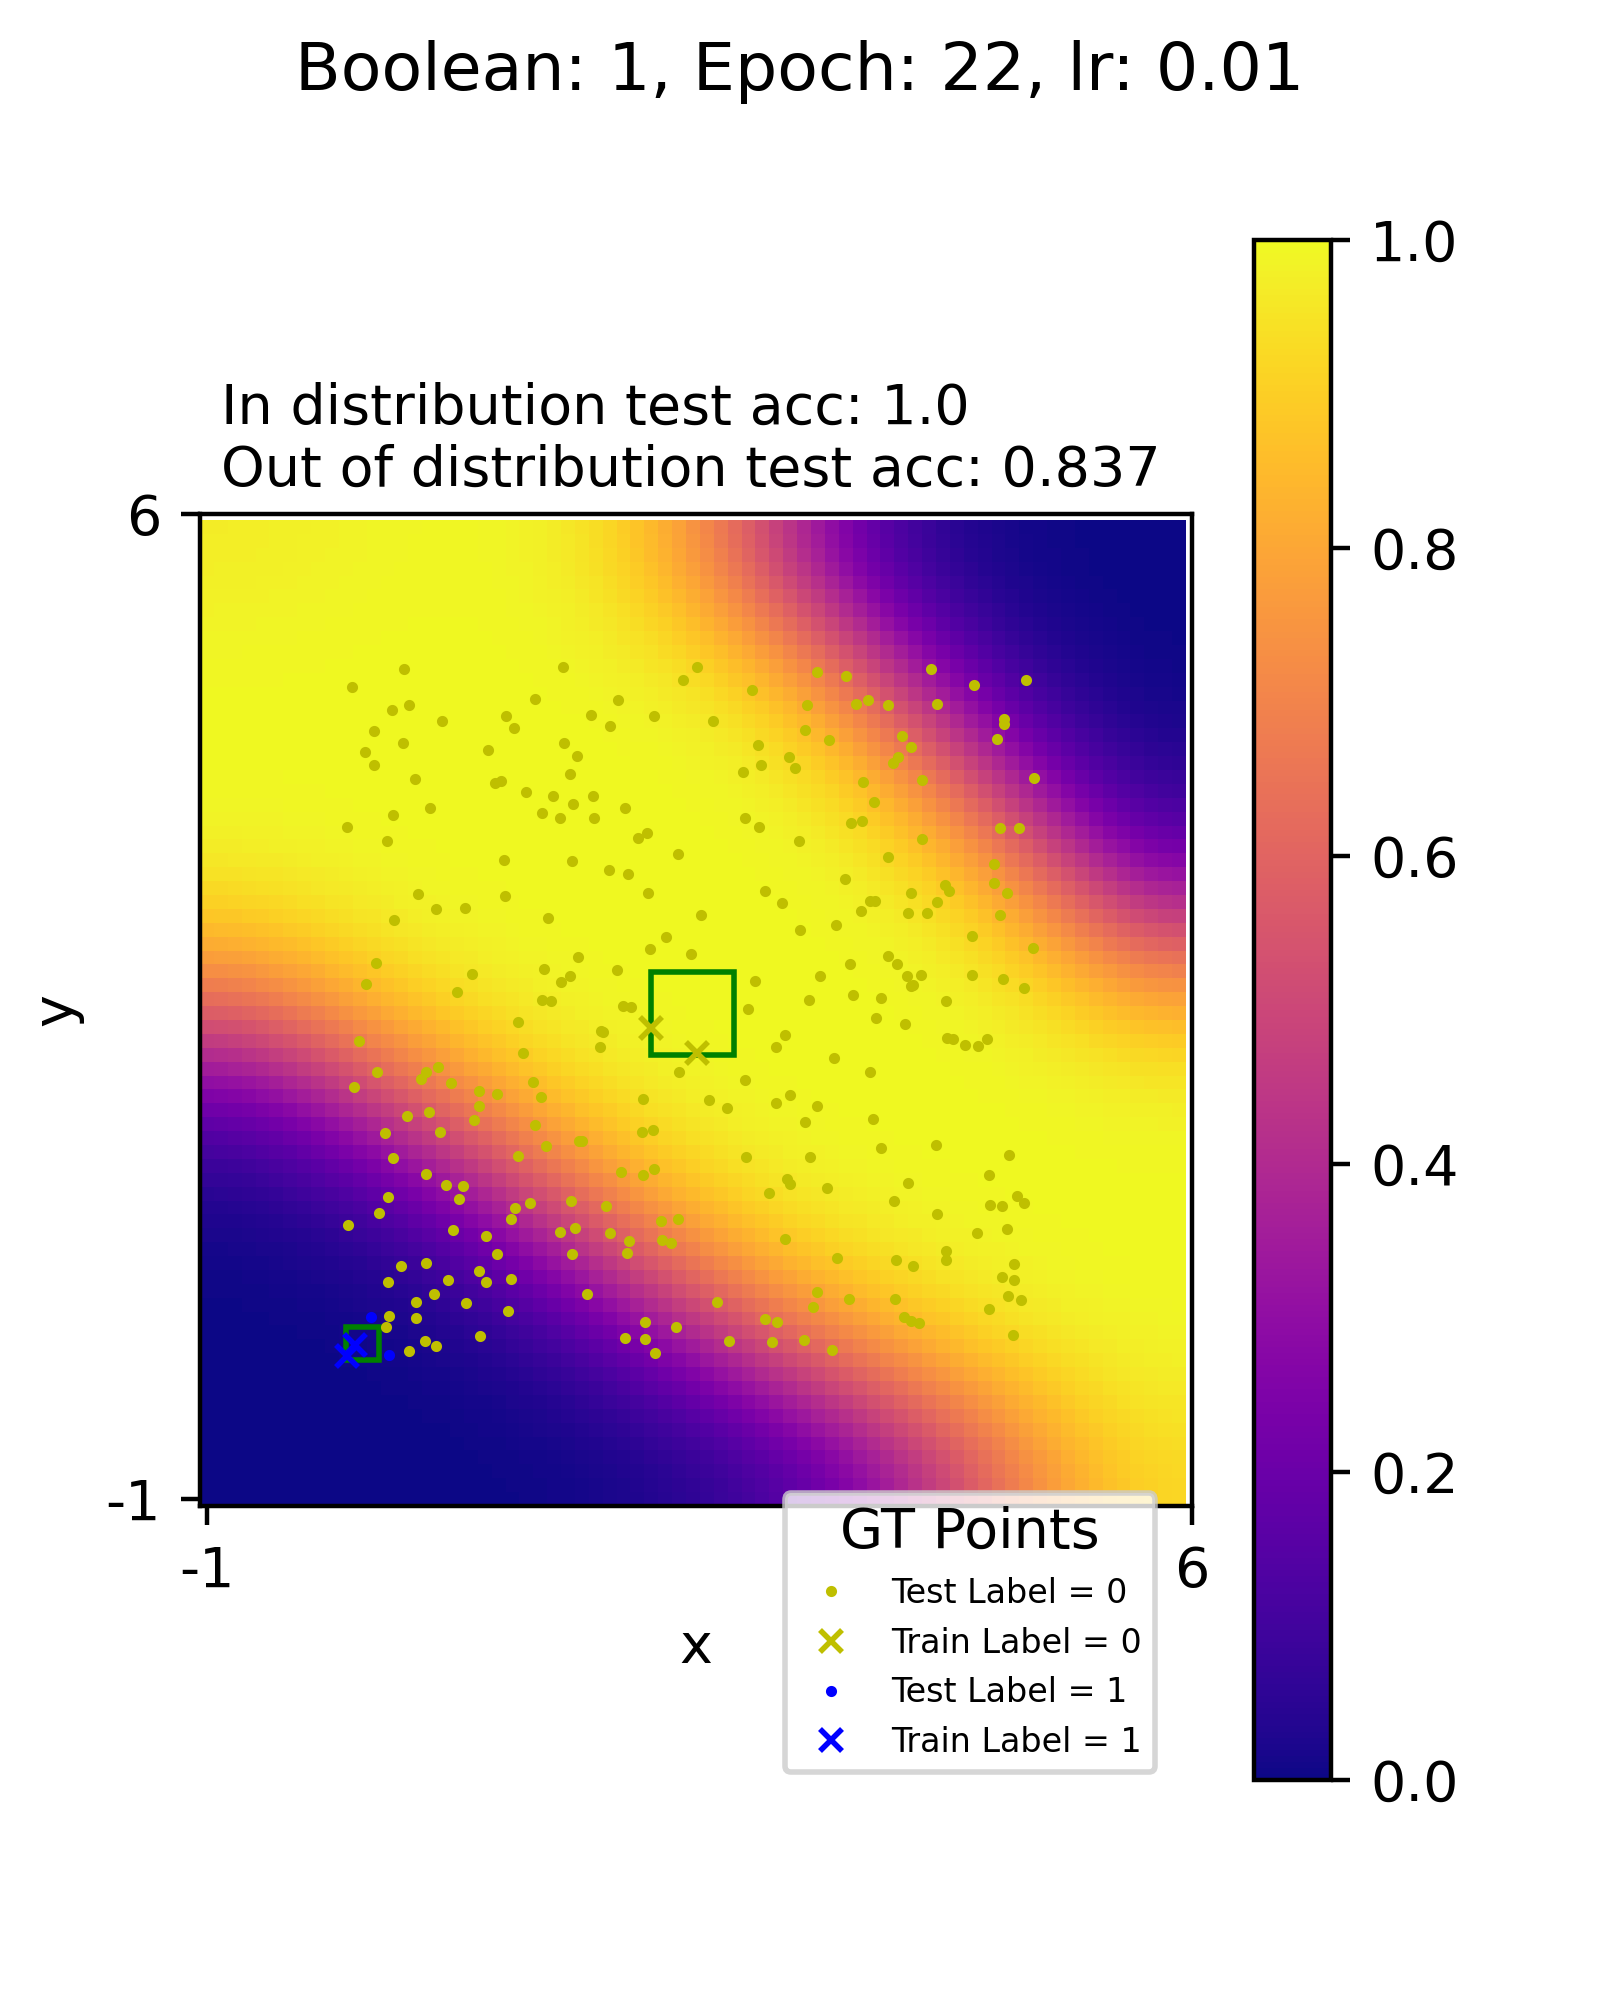 Boolean: 1, Epoch: 22, lr: 0.01
In distribution test acc: 1.0
Out of distribution test acc: 0.837
6
y
-1
-1
6
x
GT Points
Test Label = 0
Train Label = 0
Test Label = 1
Train Label = 1
1.0
0.8
0.6
0.4
0.2
0.0